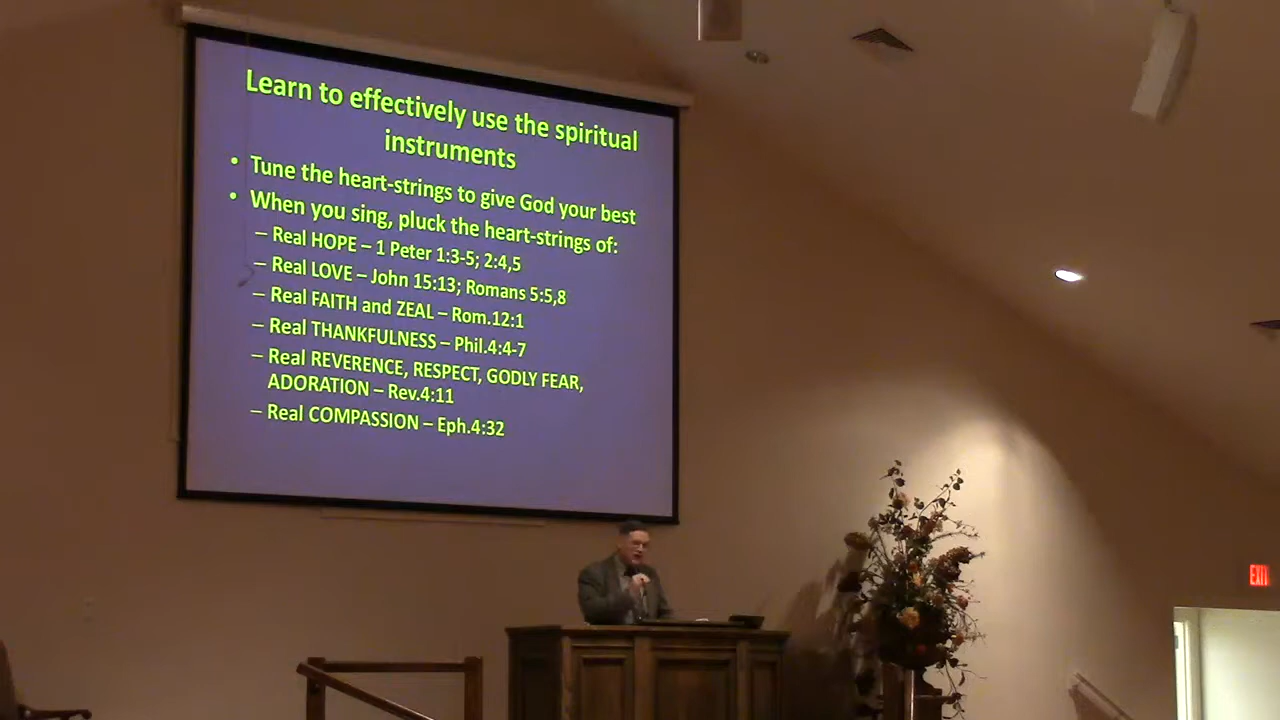 Learn to effectively use the spiritual
instruments
• Tune the heart-strings to give God your best
• When you sing, pluck the heart-strings of:
– Real HOPE – 1 Peter 1:3-5; 2:4,5
– Real LOVE – John 15:13; Romans 5:5,8
– Real FAITH and ZEAL – Rom.12:1
– Real THANKFULNESS – Phil.4:4-7
– Real REVERENCE, RESPECT, GODLY FEAR,
ADORATION – Rev.4:11
– Real COMPASSION – Eph.4:32
EXIT